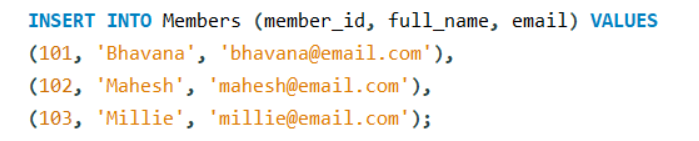 INSERT INTO Members (member_id, full_name, email) VALUES
(101, 'Bhavana', 'bhavana@email.com'),
(102, 'Mahesh', 'mahesh@email.com'),
(103, 'Millie', 'millie@email.com');